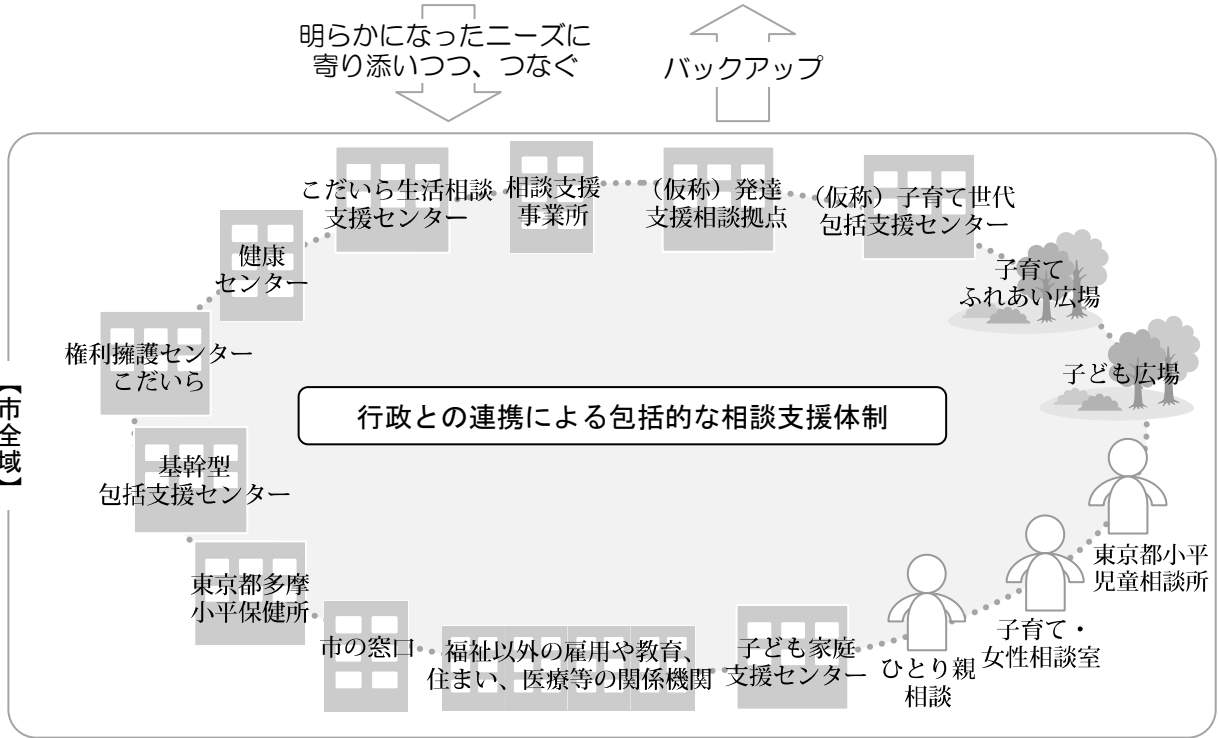 明らかになったニーズに
寄り添いつつ、つなぐ
バックアップ
こだいら生活相談
支援センター
相談支援
事業所
（仮称）発達
支援相談拠点
（仮称）子育て世代
包括支援センター
健康
センター
子育て
ふれあい広場
権利擁護センター
こだいら
子ども広場
【市全域】
行政との連携による包括的な相談支援体制
基幹型
包括支援センター
東京都多摩
小平保健所
東京都小平
児童相談所
市の窓口
福祉以外の雇用や教育、
住まい、医療等の関係機関
子ども家庭
支援センター
ひとり親
相談
子育て・
女性相談室